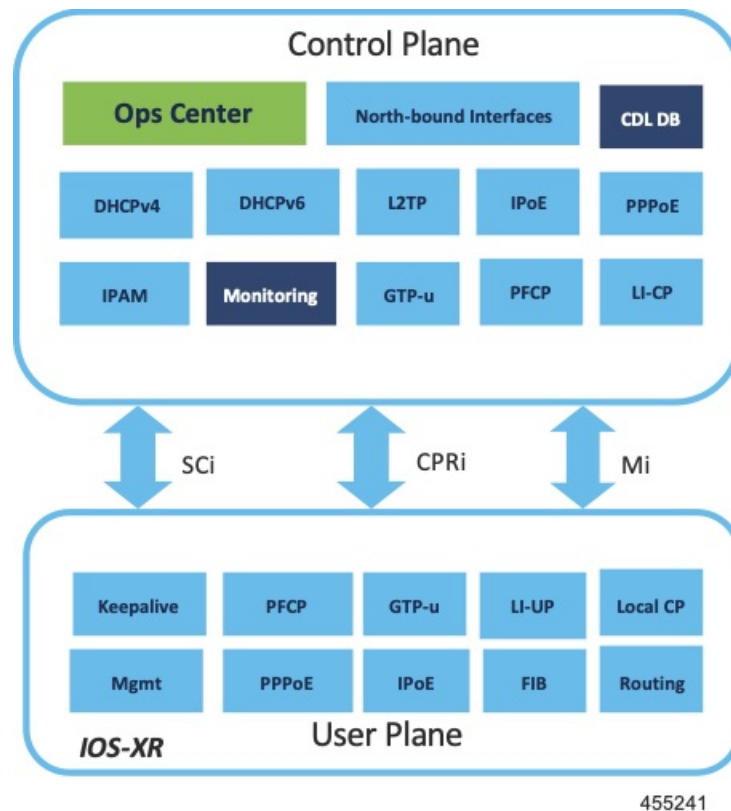 Control Plane
Ops Center
North-bound Interfaces
CDL DB
DHCPv4
DHCPv6
L2TP
IPoE
PPPoE
IPAM
Monitoring
GTP-u
PFCP
LI-CP
SCi
CPRi
Mi
Keepalive
PFCP
GTP-u
LI-UP
Local CP
Mgmt
PPPoE
IPoE
FIB
Routing
IOS-XR
User Plane
455241